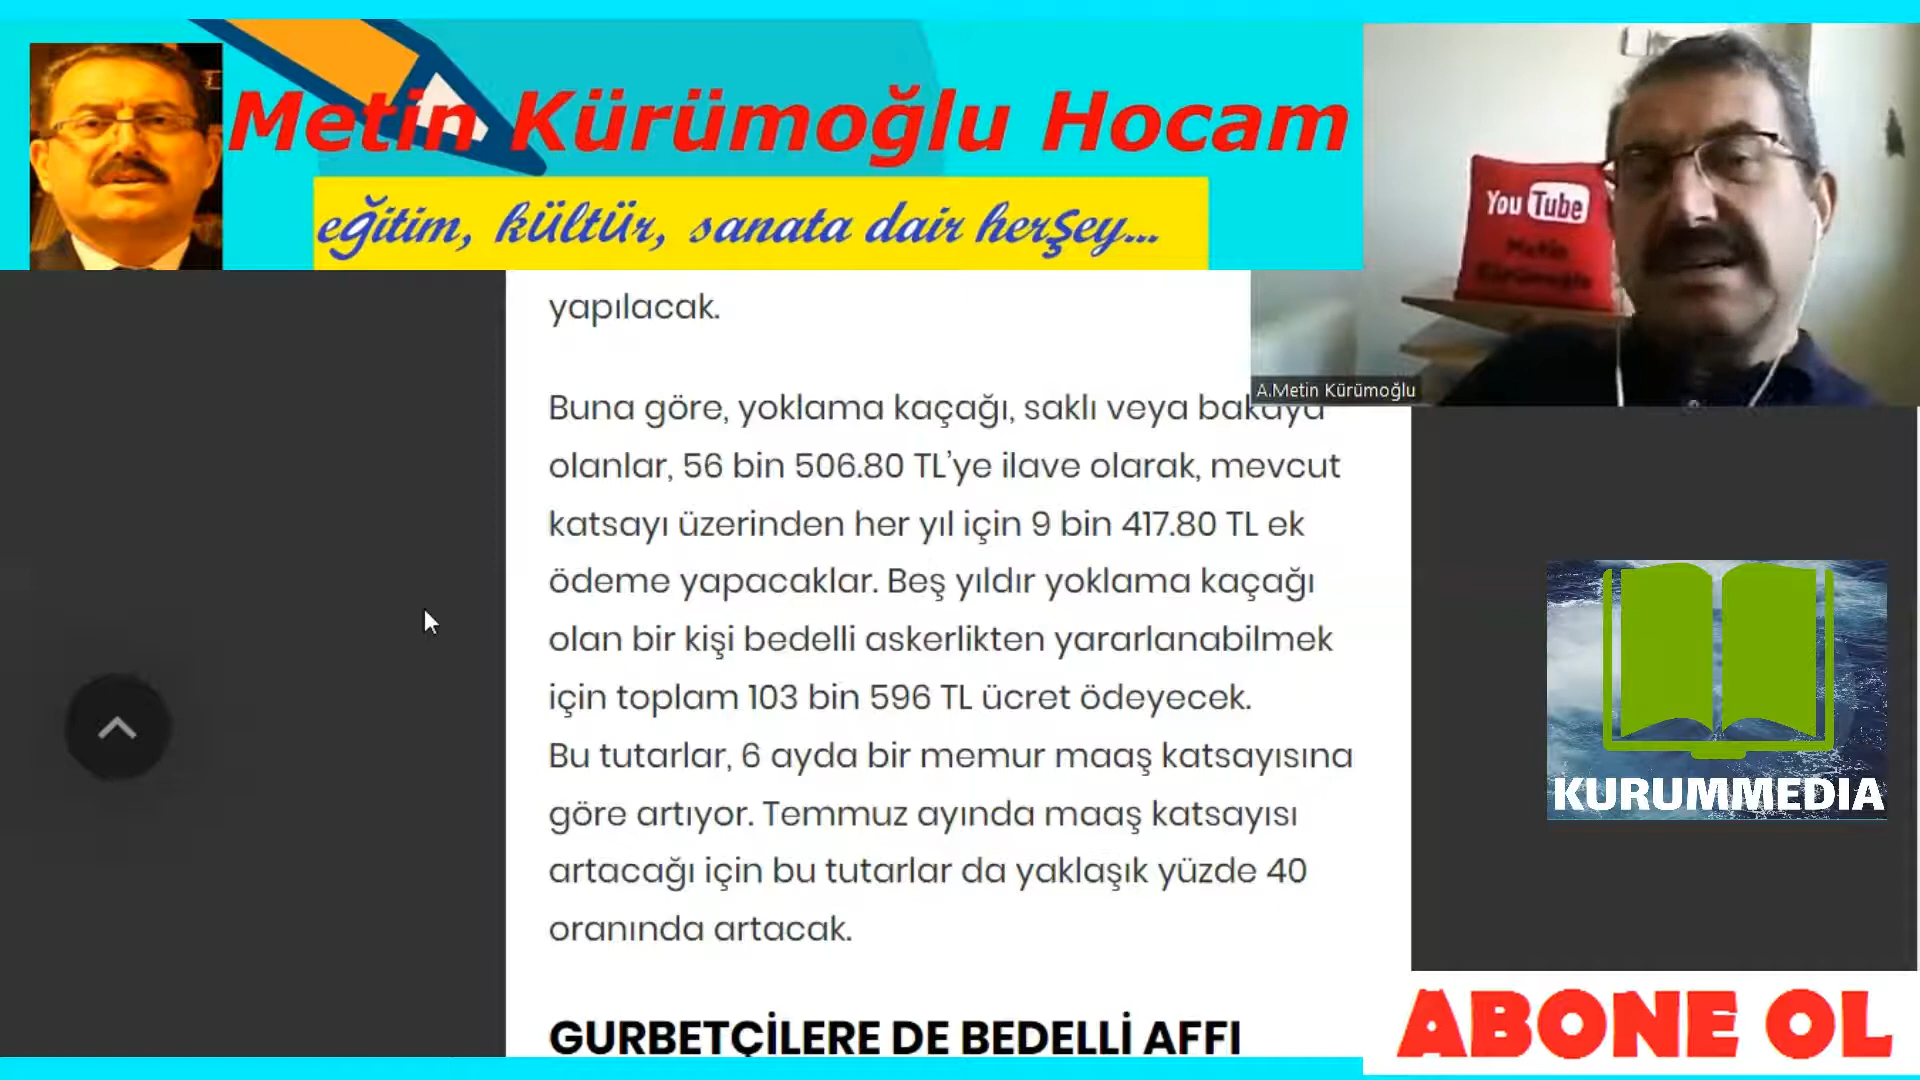 Metin Kürümoğlu Hocam
eğitim, kültür, sanata dair herşey...
You Tube
Metin
Kürümoğlu
A.Metin Kürümoğlu
yapılacak.
Buna göre, yoklama kaçağı, saklı veya bakaya
olanlar, 56 bin 506.80 TL'ye ilave olarak, mevcut
katsayı üzerinden her yıl için 9 bin 417.80 TL ek
ödeme yapacaklar. Beş yıldır yoklama kaçağı
olan bir kişi bedelli askerlikten yararlanabilmek
için toplam 103 bin 596 TL ücret ödeyecek.
Bu tutarlar, 6 ayda bir memur maaş katsayısına
göre artıyor. Temmuz ayında maaş katsayısı
artacağı için bu tutarlar da yaklaşık yüzde 40
oranında artacak.
GURBETÇİLERE DE BEDELLİ AFFI
KURUMMEDIA
ABONE OL